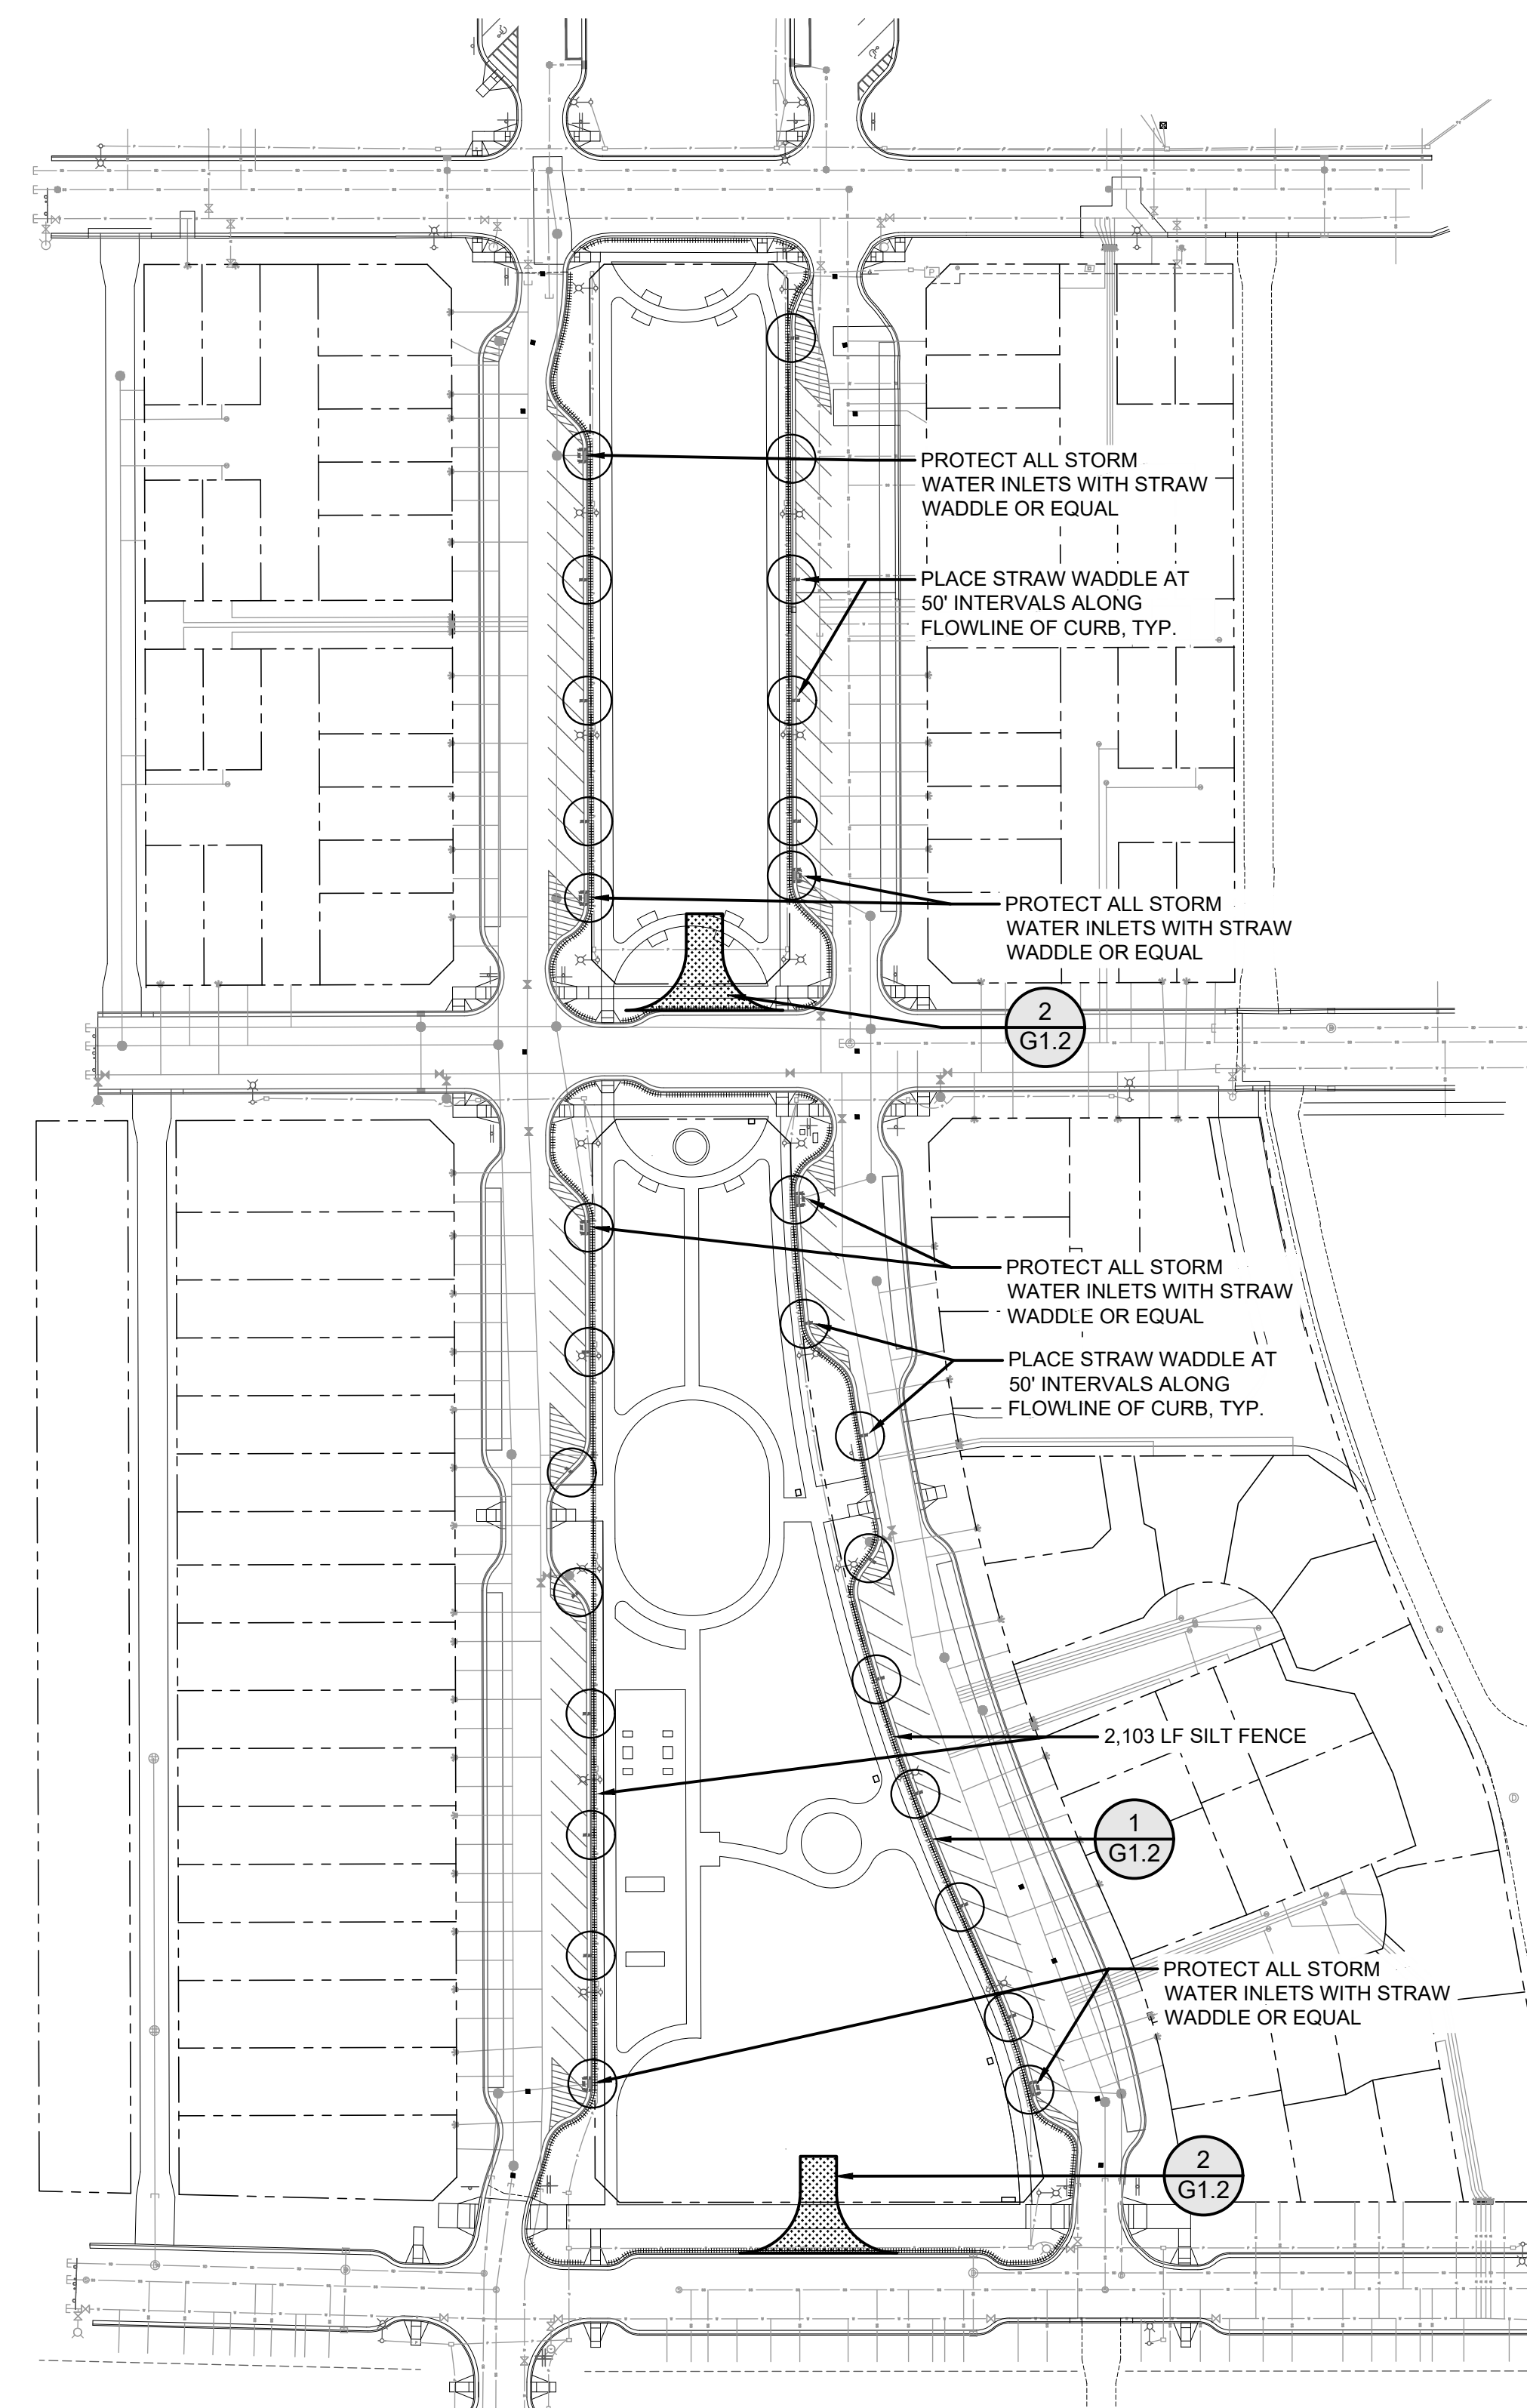 PROTECT ALL STORM
WATER INLETS WITH STRAW
WADDLE OR EQUAL
PLACE STRAW WADDLE AT
50' INTERVALS ALONG
FLOWLINE OF CURB, TYP.
PROTECT ALL STORM
WATER INLETS WITH STRAW
WADDLE OR EQUAL
2
G1.2
PROTECT ALL STORM
WATER INLETS WITH STRAW
WADDLE OR EQUAL
PLACE STRAW WADDLE AT
50' INTERVALS ALONG
FLOWLINE OF CURB, TYP.
2,103 LF SILT FENCE
1
G1.2
PROTECT ALL STORM
WATER INLETS WITH STRAW
WADDLE OR EQUAL
2
G1.2